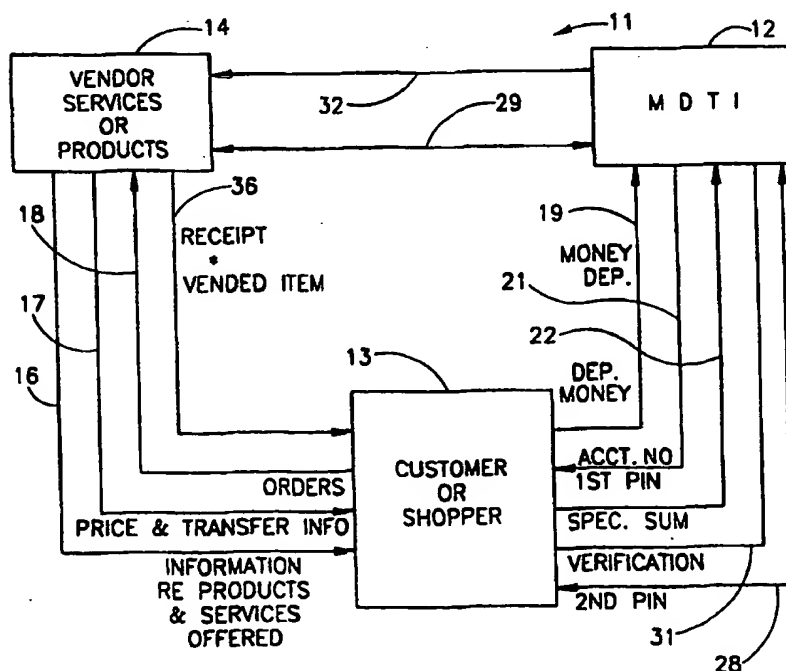 14
11
12
VENDOR
SERVICES
OR
PRODUCTS
MDTI
32
29
36
18
RECEIPT
*
VENDED ITEM
17
16
19
MONEY
DEP.
21
22
13
DEP.
MONEY
CUSTOMER
OR
SHOPPER
ACCT. NO
1ST PIN
ORDERS
SPEC. SUM
PRICE & TRANSFER INFO
VERIFICATION
INFORMATION
RE PRODUCTS
& SERVICES
OFFERED
2ND PIN
31
28